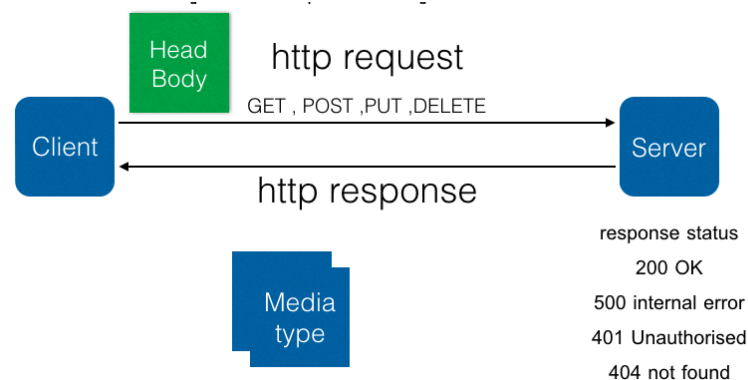 Head
Body
http request
GET , POST ,PUT ,DELETE
Client
Server
http response
response status
200 OK
500 internal error
401 Unauthorised
404 not found
Media
type